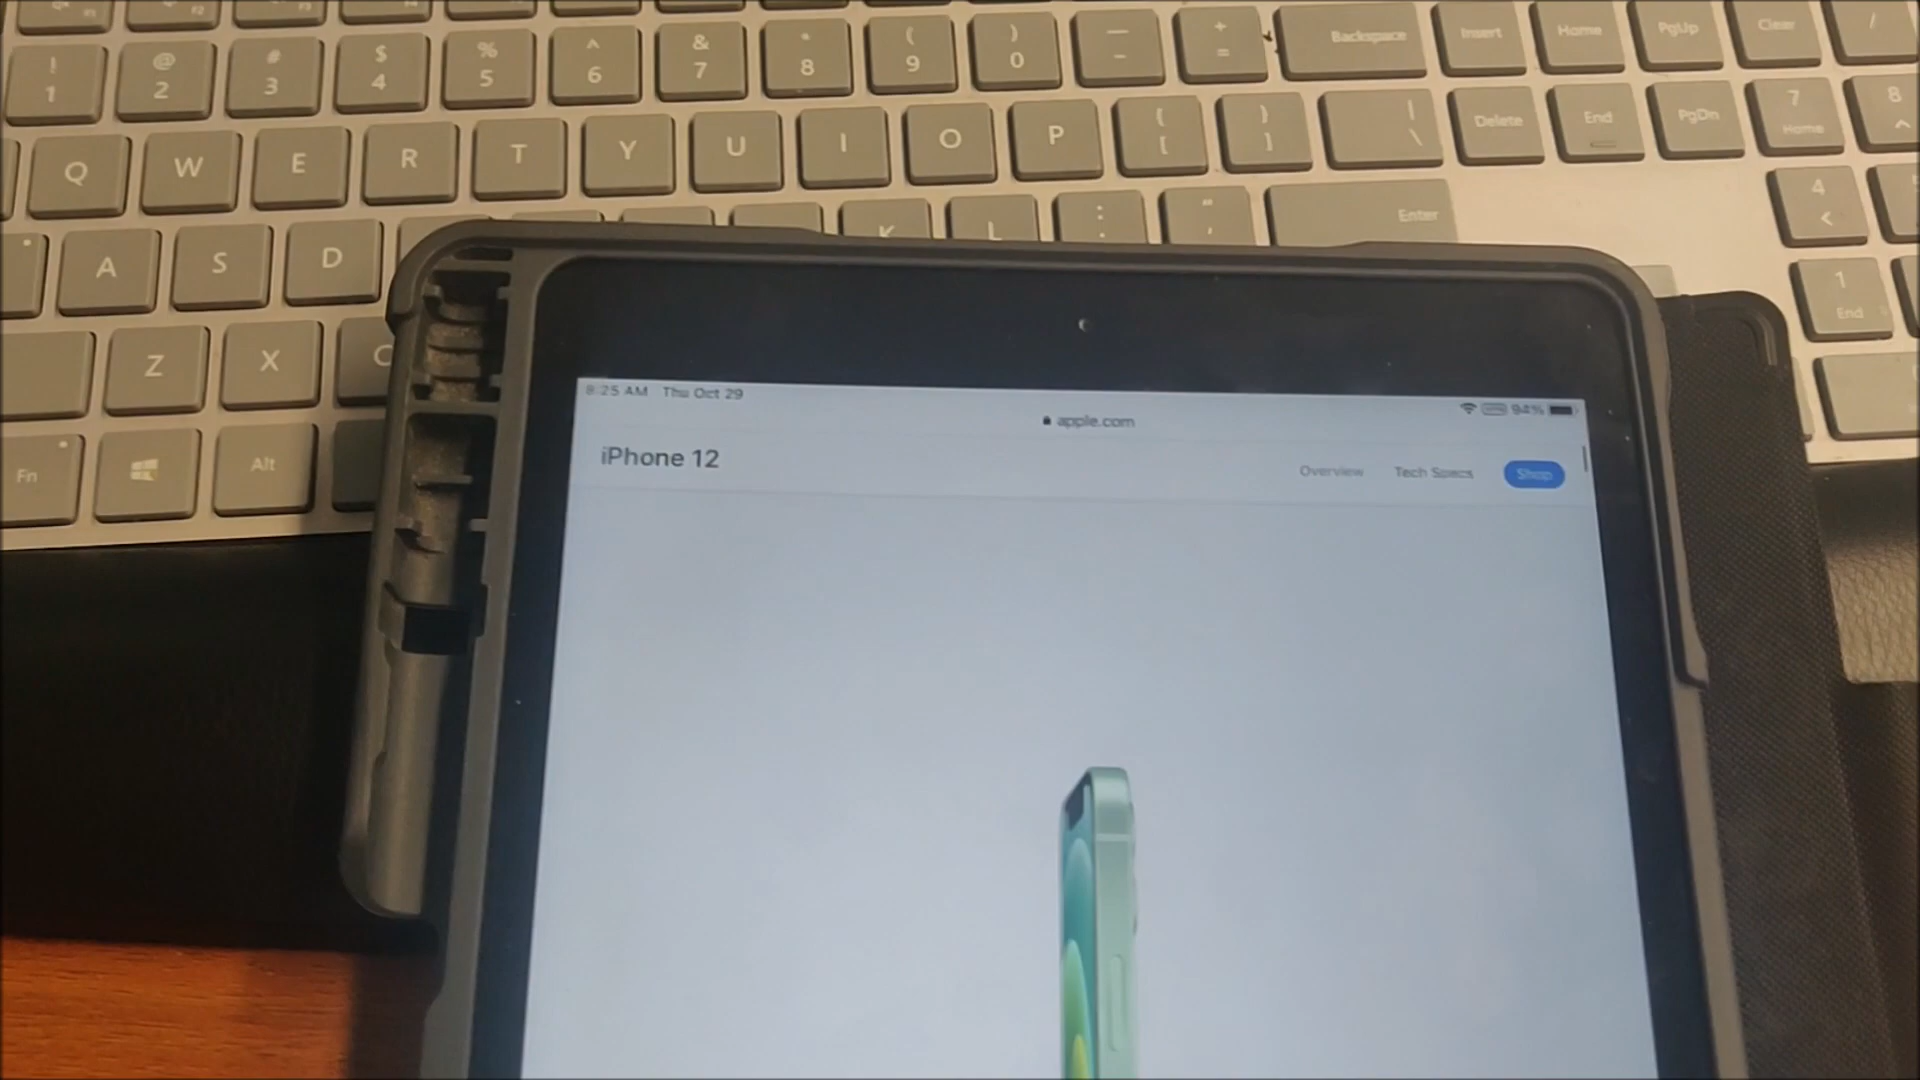 ! @ # $ % ^ & * ( ) — + Backspace Insert Home PgUp Clear /
1 2 3 4 5 6 7 8 9 0 - =
Q W E R T Y U I O P { [ } ] | \ Delete End PgDn 7 Home 8
A S D K L : ; " ' Enter 4 <
Z X C 1 End
Fn Alt
8:25 AM Thu Oct 29 94%
apple.com
iPhone 12 Overview Tech Specs Shop